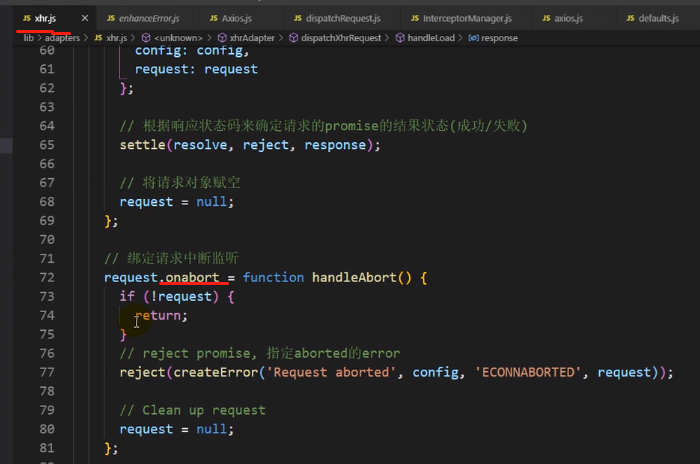 JS xhr.js × JS enhanceError.js JS Axios.js JS dispatchRequest.js JS InterceptorManager.js JS axios.js JS defaults.js
lib > adapters > JS xhr.js > <unknown> > xhrAdapter > dispatchXhrRequest > handleLoad > response
60 config: config,
61 request: request
62 };
63
64 // 根据响应状态码来确定请求的promise的结果状态(成功/失败)
65 settle(resolve, reject, response);
66
67 // 将请求对象赋空
68 request = null;
69 };
70
71 // 绑定请求中断监听
72 request.onabort = function handleAbort() {
73 if (!request) {
74 return;
75 }
76 // reject promise, 指定aborted的error
77 reject(createError('Request aborted', config, 'ECONNABORTED', request));
78
79 // Clean up request
80 request = null;
81 };